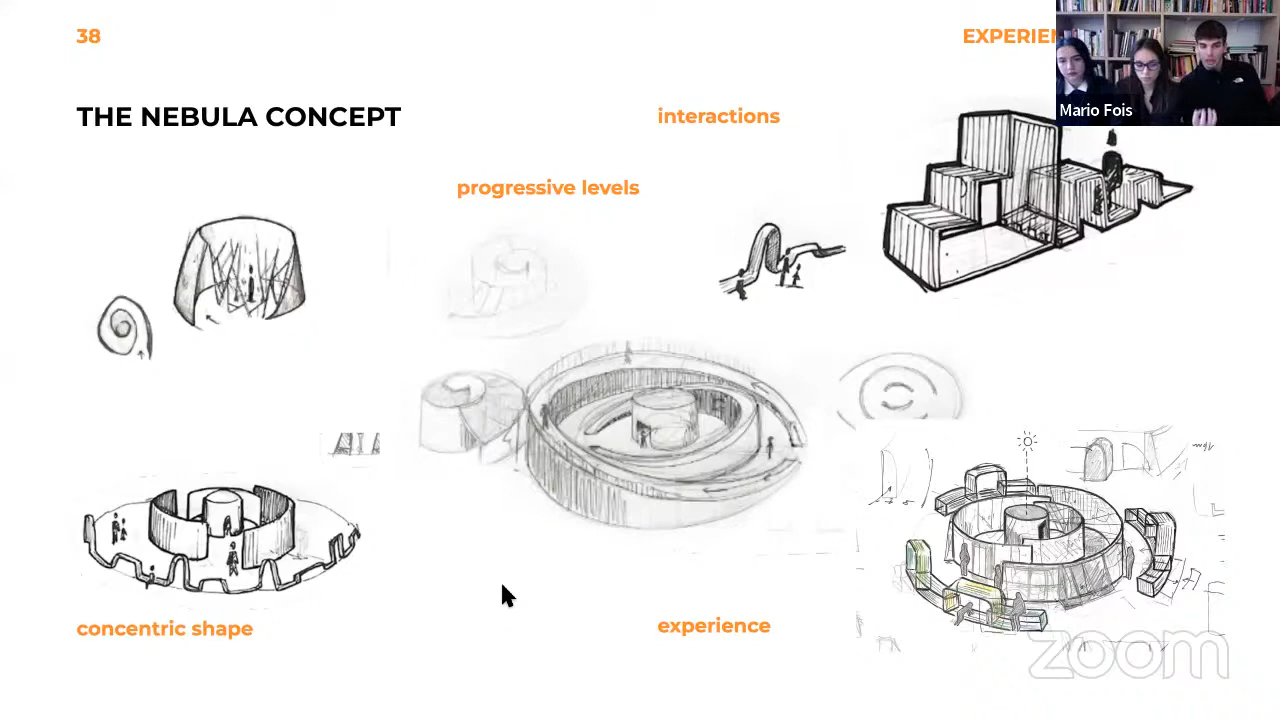 38
EXPERIEN
THE NEBULA CONCEPT
interactions
Mario Fois
progressive levels
concentric shape
experience
zoom